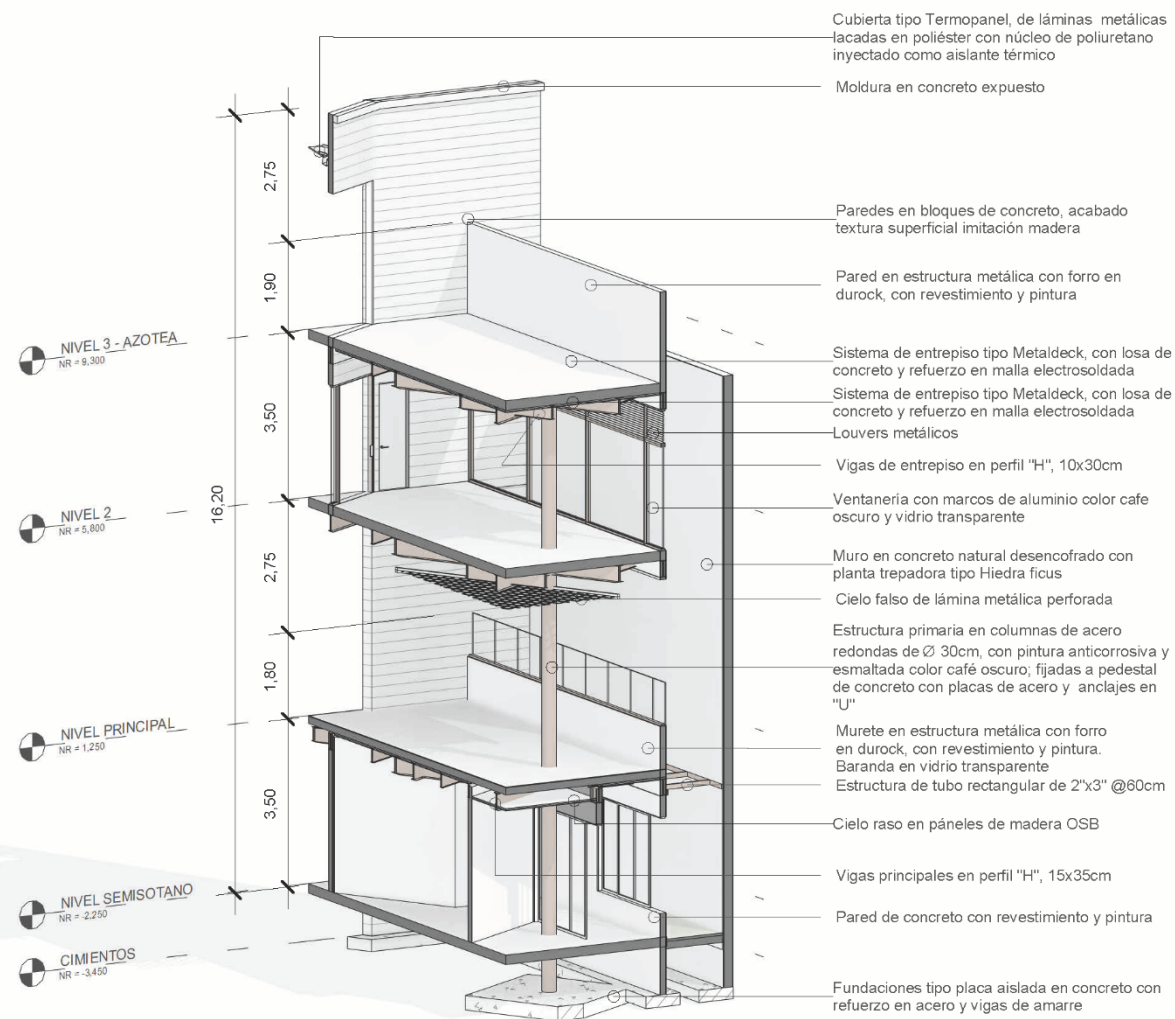 Cubierta tipo Termopanel, de láminas metálicas
lacadas en poliéster con núcleo de poliuretano
inyectado como aislante térmico
Moldura en concreto expuesto
Paredes en bloques de concreto, acabado
textura superficial imitación madera
Pared en estructura metálica con forro en
durock, con revestimiento y pintura
Sistema de entrepiso tipo Metaldeck, con losa de
concreto y refuerzo en malla electrosoldada
Sistema de entrepiso tipo Metaldeck, con losa de
concreto y refuerzo en malla electrosoldada
Louvers metálicos
Vigas de entrepiso en perfil "H", 10x30cm
Ventanería con marcos de aluminio color cafe
oscuro y vidrio transparente
Muro en concreto natural desencofrado con
planta trepadora tipo Hiedra ficus
Cielo falso de lámina metálica perforada
Estructura primaria en columnas de acero
redondas de Ø 30cm, con pintura anticorrosiva y
esmaltada color café oscuro; fijadas a pedestal
de concreto con placas de acero y anclajes en
"U"
Murete en estructura metálica con forro
en durock, con revestimiento y pintura.
Baranda en vidrio transparente
Estructura de tubo rectangular de 2"x3" @60cm
Cielo raso en páneles de madera OSB
Vigas principales en perfil "H", 15x35cm
Pared de concreto con revestimiento y pintura
Fundaciones tipo placa aislada en concreto con
refuerzo en acero y vigas de amarre
NIVEL 3 - AZOTEA
NR = 9,300
NIVEL 2
NR = 5,800
NIVEL PRINCIPAL
NR = 1,250
NIVEL SEMISOTANO
NR = -2,250
CIMIENTOS
NR = -3,450
16,20
2,75
1,90
3,50
2,75
1,80
3,50